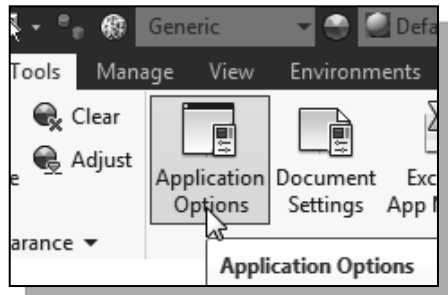 Generic
Defa
Tools Manage View Environments
Clear
Adjust
e
Application Options
Document Settings
Exc
App M
arance
Application Options